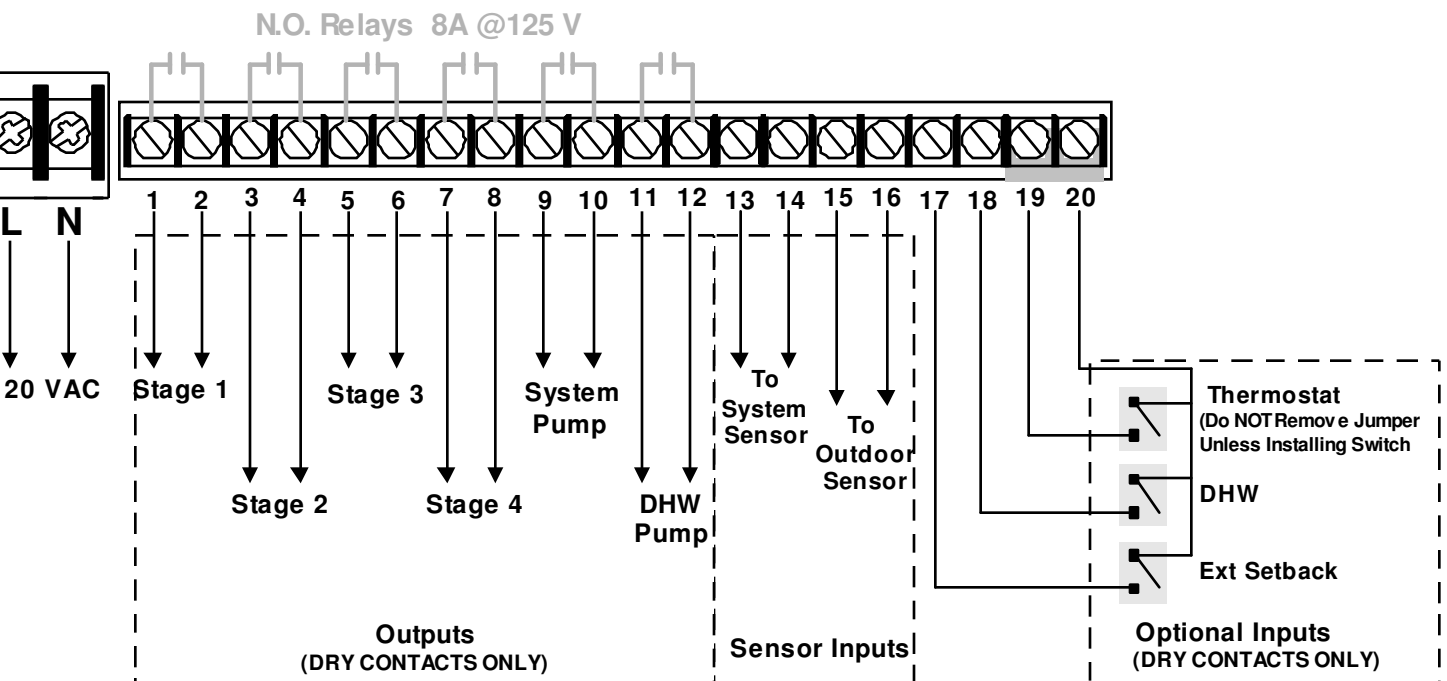 N.O. Relays 8A @125 V
1 2 3 4 5 6 7 8 9 10 11 12 13 14 15 16 17 18 19 20
L N
20 VAC
Stage 1
Stage 2
Stage 3
Stage 4
System
Pump
DHW
Pump
To
System
Sensor
To
Outdoor
Sensor
Thermostat
(Do NOT Remove Jumper
Unless Installing Switch
DHW
Ext Setback
Outputs
(DRY CONTACTS ONLY)
Sensor Inputs
Optional Inputs
(DRY CONTACTS ONLY)